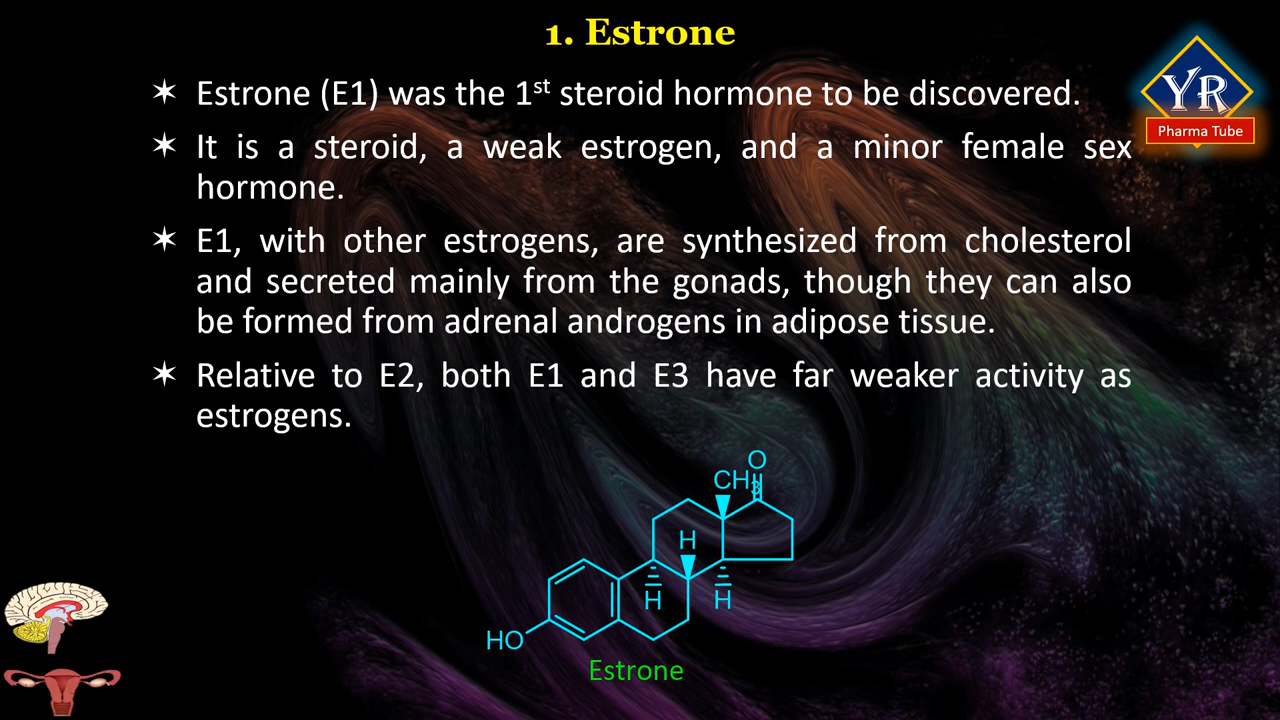 1. Estrone
YR
Pharma Tube
✶ Estrone (E1) was the 1st steroid hormone to be discovered.
✶ It is a steroid, a weak estrogen, and a minor female sex
hormone.
✶ E1, with other estrogens, are synthesized from cholesterol
and secreted mainly from the gonads, though they can also
be formed from adrenal androgens in adipose tissue.
✶ Relative to E2, both E1 and E3 have far weaker activity as
estrogens.
O
CH3
H
H
H
HO
Estrone